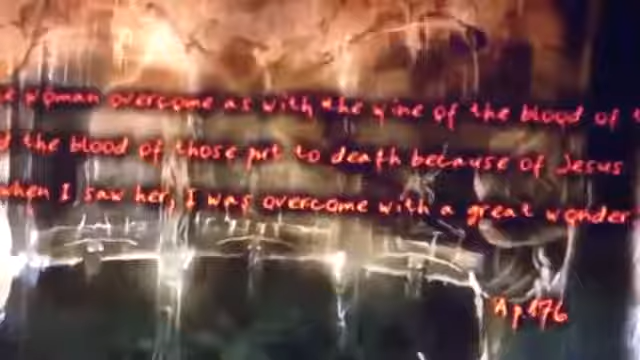 woman overcome as with the wine of the blood of
the blood of those put to death because of Jesus
when I saw her, I was overcome with a great wonder
Ap 176